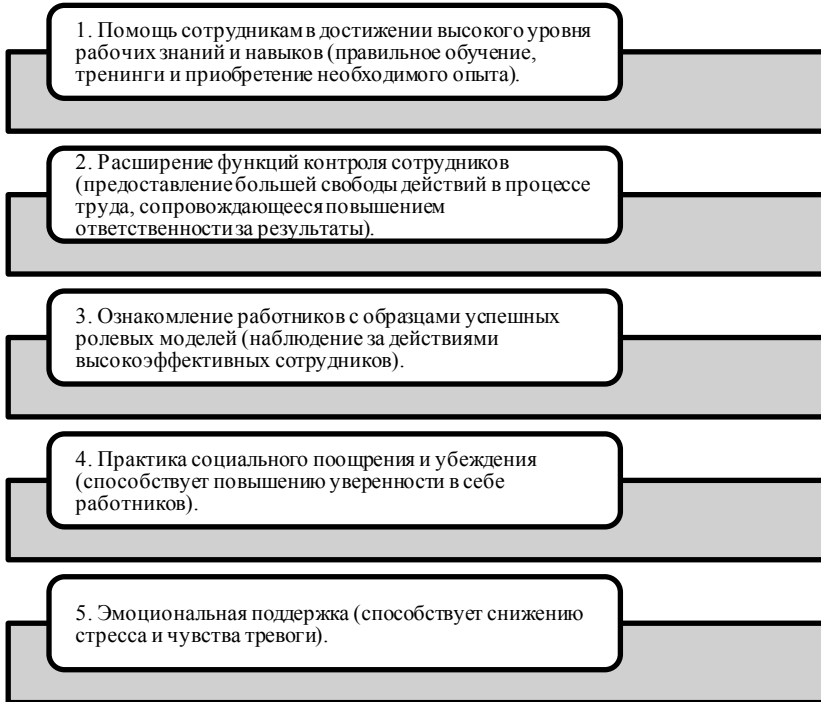 1. Помощь сотрудникам в достижении высокого уровня
рабочих знаний и навыков (правильное обучение,
тренинги и приобретение необходимого опыта).
2. Расширение функций контроля сотрудников
(предоставление большей свободы действий в процессе
труда, сопровождающееся повышением
ответственности за результаты).
3. Ознакомление работников с образцами успешных
ролевых моделей (наблюдение за действиями
высокоэффективных сотрудников).
4. Практика социального поощрения и убеждения
(способствует повышению уверенности в себе
работников).
5. Эмоциональная поддержка (способствует снижению
стресса и чувства тревоги).